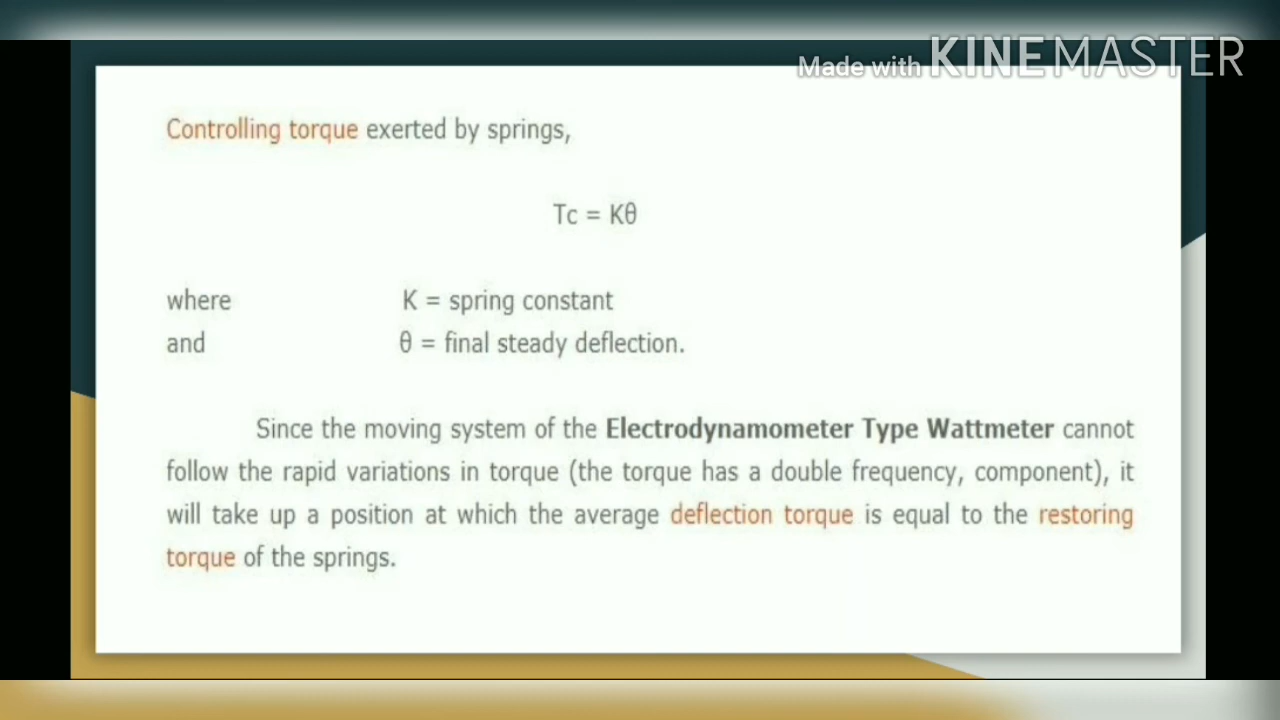 Made with KINEMASTER
Controlling torque exerted by springs,
Tc = Kθ
where K = spring constant
and θ = final steady deflection.
Since the moving system of the Electrodynamometer Type Wattmeter cannot
follow the rapid variations in torque (the torque has a double frequency, component), it
will take up a position at which the average deflection torque is equal to the restoring
torque of the springs.